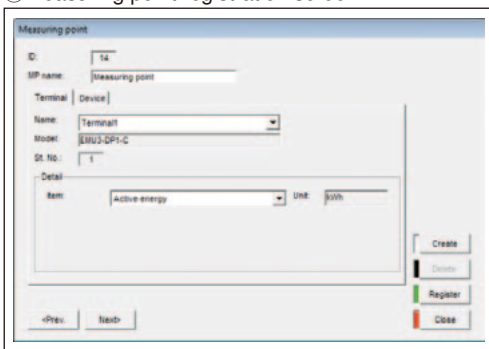 Measuring point
ID: 14
MP name: Measuring point
Terminal Device
Name: Terminal1
Model: EMU3-DP1-C
St. No.: 1
Detail
Item: Active energy Unit: kWh
Create
Delete
Register
<Prev. Next> Close